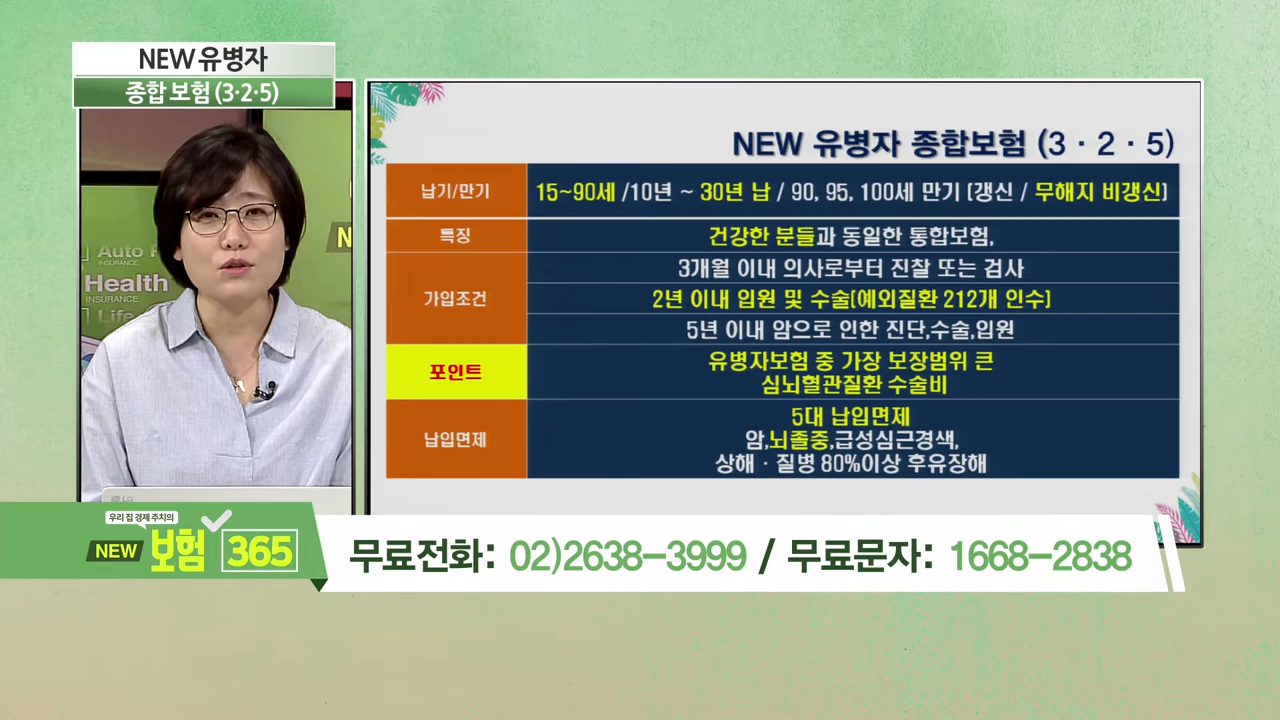 NEW 유병자
종합 보험 (3·2·5)
Auto
INSURANCE
Health
INSURANCE
Life
N
LG
NEW 유병자 종합보험 (3 · 2 · 5)
납기/만기
15~90세 /10년 ~ 30년 납 / 90, 95, 100세 만기 (갱신 / 무해지 비갱신)
특징
건강한 분들과 동일한 통합보험,
가입조건
3개월 이내 의사로부터 진찰 또는 검사
2년 이내 입원 및 수술(예외질환 212개 인수)
5년 이내 암으로 인한 진단,수술,입원
포인트
유병자보험 중 가장 보장범위 큰
심뇌혈관질환 수술비
납입면제
5대 납입면제
암,뇌졸중,급성심근경색,
상해 · 질병 80%이상 후유장해
우리 집 경제 주치의
NEW 보험 365
무료전화: 02)2638-3999 / 무료문자: 1668-2838